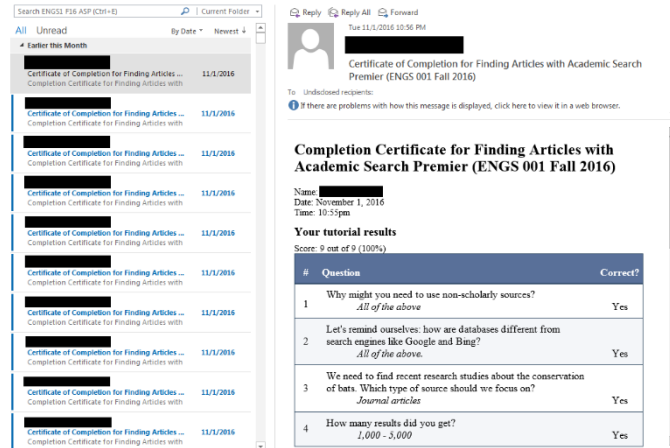 Search ENGS1 F16 ASP (Ctrl+E)
Current Folder
All Unread
By Date Newest
Earlier this Month
Certificate of Completion for Finding Articles ... 11/1/2016
Completion Certificate for Finding Articles with
Certificate of Completion for Finding Articles ... 11/1/2016
Completion Certificate for Finding Articles with
Certificate of Completion for Finding Articles ... 11/1/2016
Completion Certificate for Finding Articles with
Certificate of Completion for Finding Articles ... 11/1/2016
Completion Certificate for Finding Articles with
Certificate of Completion for Finding Articles ... 11/1/2016
Completion Certificate for Finding Articles with
Certificate of Completion for Finding Articles ... 11/1/2016
Completion Certificate for Finding Articles with
Certificate of Completion for Finding Articles ... 11/1/2016
Completion Certificate for Finding Articles with
Certificate of Completion for Finding Articles ... 11/1/2016
Completion Certificate for Finding Articles with
Certificate of Completion for Finding Articles ... 11/1/2016
Completion Certificate for Finding Articles with
Certificate of Completion for Finding Articles ... 11/1/2016
Completion Certificate for Finding Articles with
Reply Reply All Forward
Tue 11/1/2016 10:56 PM
Certificate of Completion for Finding Articles with Academic Search
Premier (ENGS 001 Fall 2016)
To Undisclosed recipients:
If there are problems with how this message is displayed, click here to view it in a web browser.
Completion Certificate for Finding Articles with
Academic Search Premier (ENGS 001 Fall 2016)
Name:
Date: November 1, 2016
Time: 10:55pm
Your tutorial results
Score: 9 out of 9 (100%)
# Question Correct?
1 Why might you need to use non-scholarly sources?
All of the above Yes
2 Let's remind ourselves: how are databases different from
search engines like Google and Bing?
All of the above. Yes
3 We need to find recent research studies about the conservation
of bats. Which type of source should we focus on?
Journal articles Yes
4 How many results did you get?
1,000 - 5,000 Yes